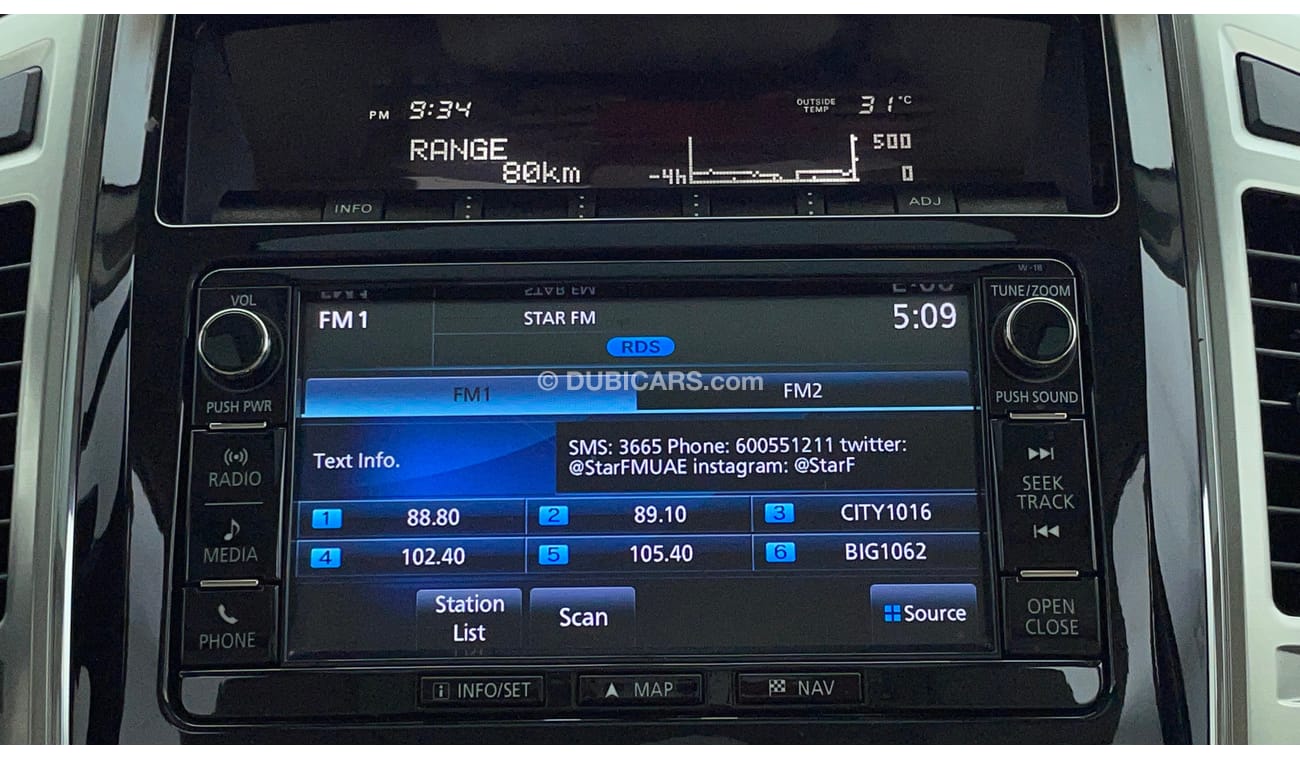 PM 9:34
OUTSIDE TEMP 31°C
RANGE
80km
-4h
500
0
INFO
ADJ
W-18
VOL
TUNE/ZOOM
FM1
STAR FM
5:09
RDS
© DUBICARS.com
FM1
FM2
PUSH PWR
PUSH SOUND
RADIO
MEDIA
PHONE
Text Info.
SMS: 3665 Phone: 600551211 twitter:
@StarFMUAE instagram: @StarF
1 88.80
2 89.10
3 CITY1016
4 102.40
5 105.40
6 BIG1062
Station
List
Scan
Source
SEEK
TRACK
OPEN
CLOSE
i INFO/SET
MAP
NAV